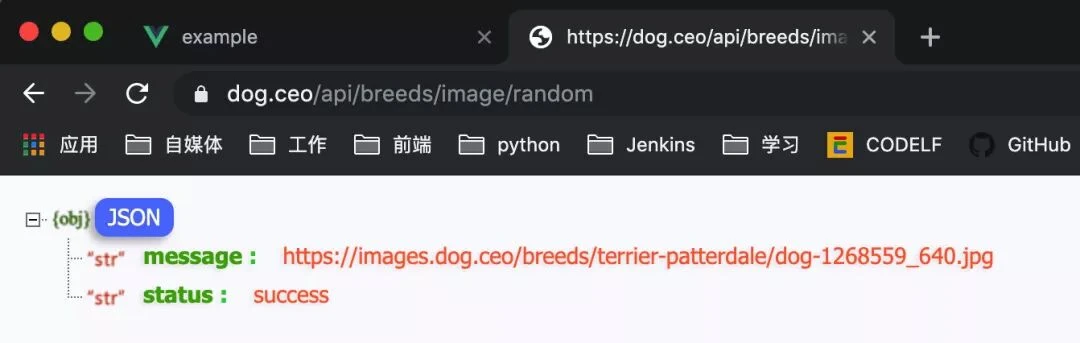 example
https://dog.ceo/api/breeds/ima
dog.ceo/api/breeds/image/random
应用 自媒体 工作 前端 python Jenkins 学习 CODELF GitHub
{obj} JSON
"str" message : https://images.dog.ceo/breeds/terrier-patterdale/dog-1268559_640.jpg
"str" status : success